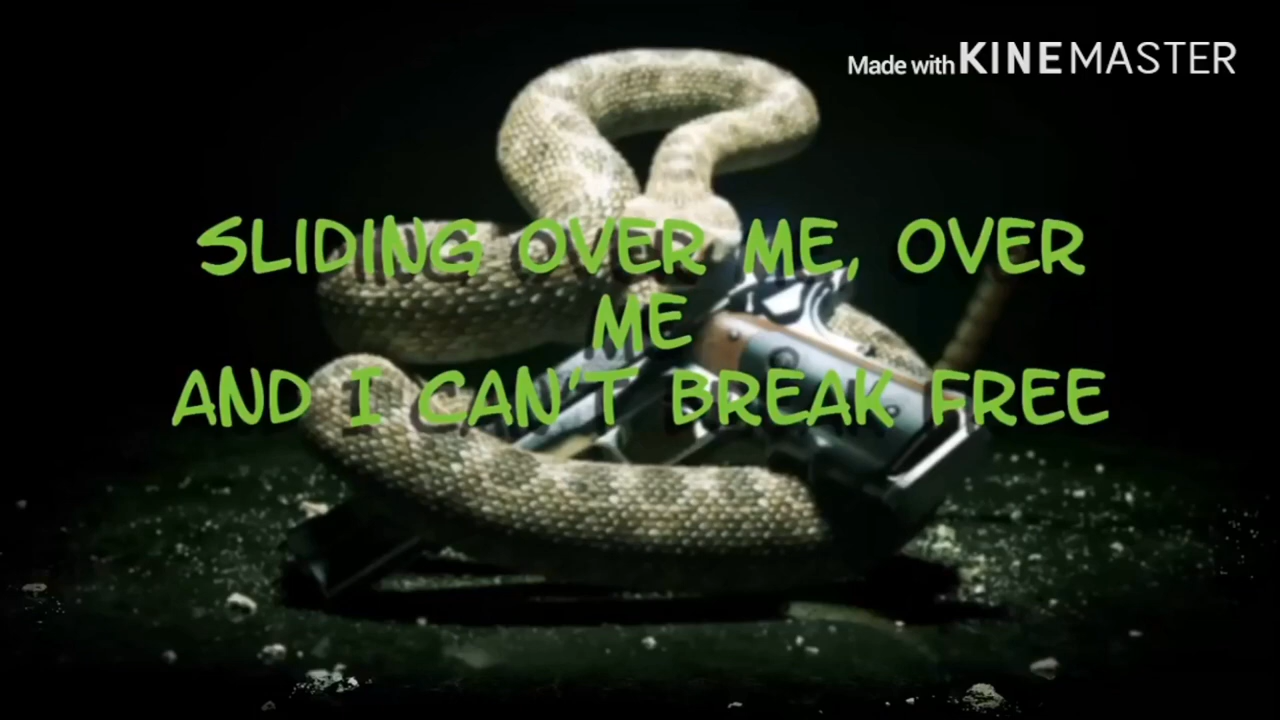 Made with KINEMASTER
SLIDING OVER ME, OVER
ME
AND I CAN'T BREAK FREE